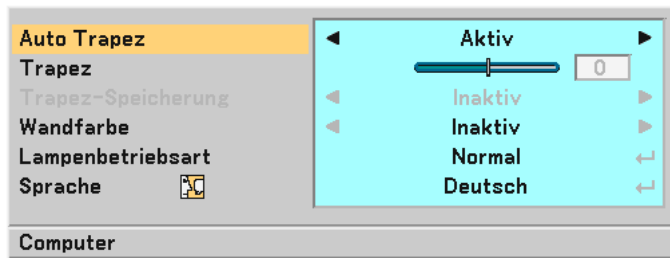 Auto Trapez Aktiv
Trapez 0
Trapez-Speicherung Inaktiv
Wandfarbe Inaktiv
Lampenbetriebsart Normal
Sprache Deutsch
Computer